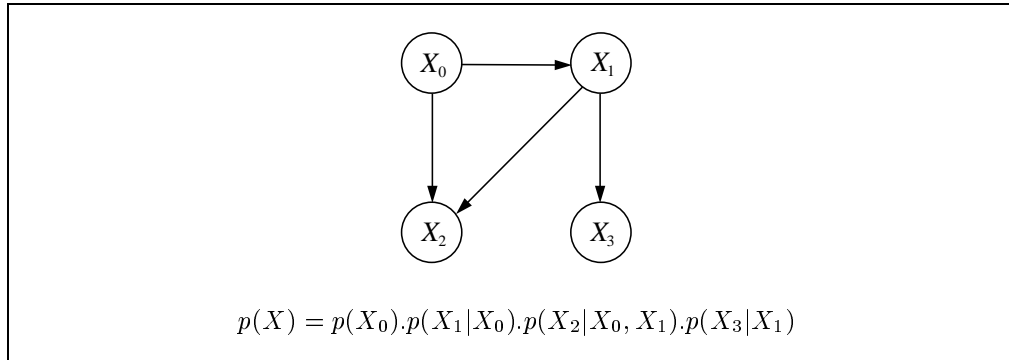 X₀ X₁
X₂ X₃
p(X) = p(X₀).p(X₁|X₀).p(X₂|X₀, X₁).p(X₃|X₁)